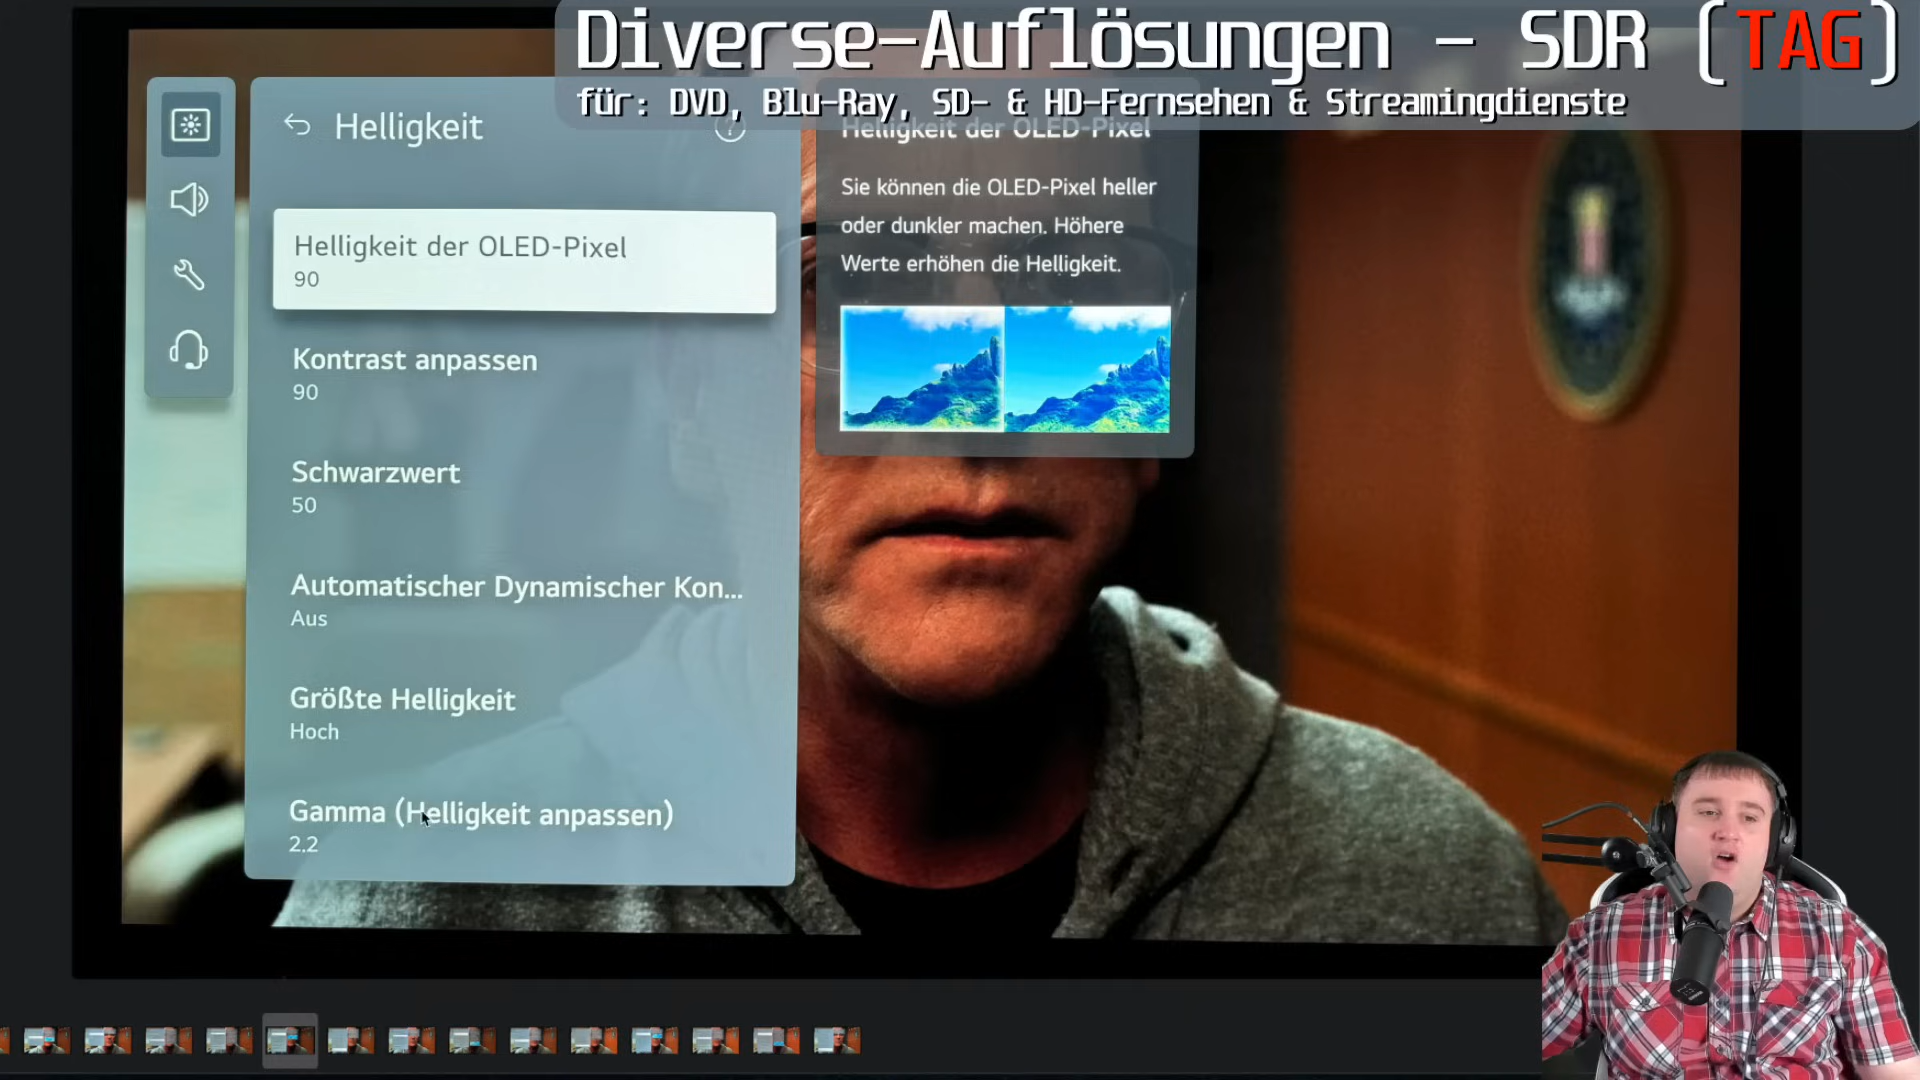 Diverse-Auflösungen - SDR (TAG)
für: DVD, Blu-Ray, SD- & HD-Fernsehen & Streamingdienste
Helligkeit
Helligkeit der OLED-Pixel
90
Kontrast anpassen
90
Schwarzwert
50
Automatischer Dynamischer Kon...
Aus
Größte Helligkeit
Hoch
Gamma (Helligkeit anpassen)
2.2
Helligkeit der OLED-Pixel
Sie können die OLED-Pixel heller
oder dunkler machen. Höhere
Werte erhöhen die Helligkeit.